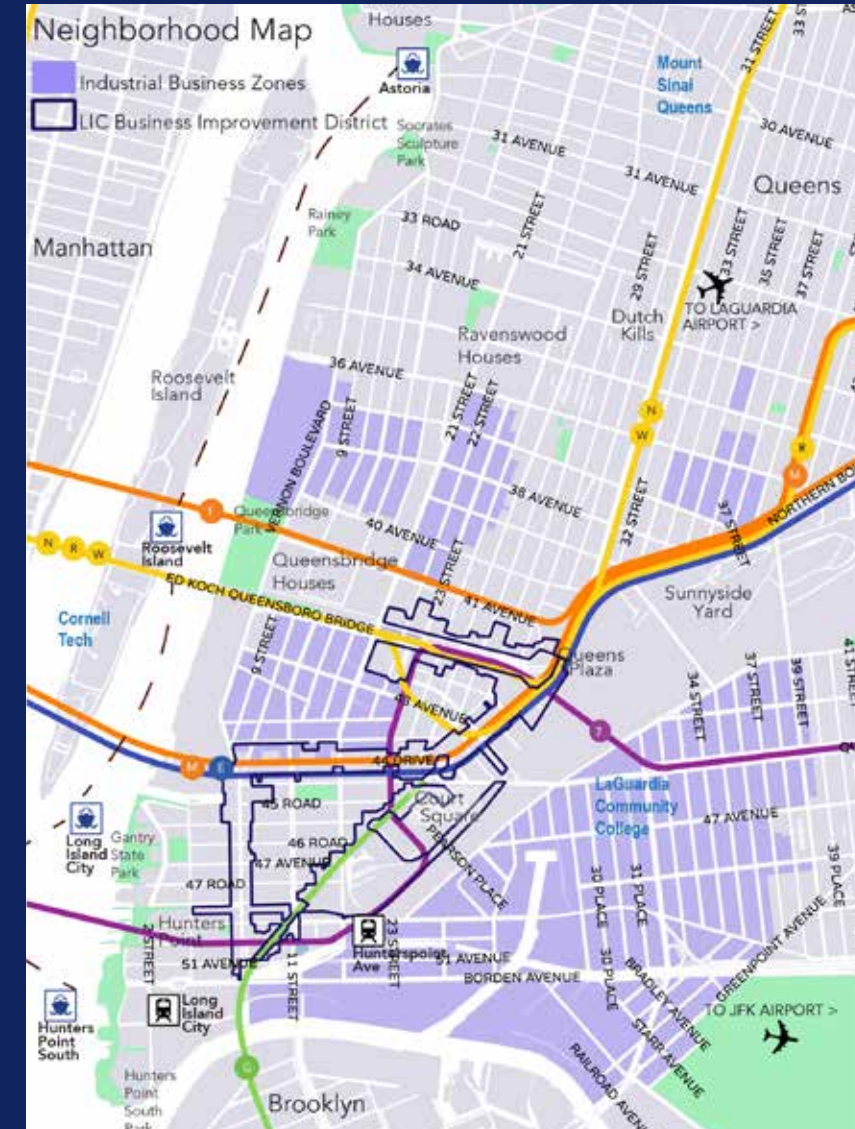 Neighborhood Map
Industrial Business Zones
LIC Business Improvement District
Houses
Astoria
Socrates
Sculpture
Park
Mount
Sinai
Queens
31 STREET
30 AVENUE
31 AVENUE
31 AVENUE
Queens
Rainey
Park
33 ROAD
21 STREET
34 AVENUE
29 STREET
33 STREET
35 STREET
37 STREET
Manhattan
TO LAGUARDIA
AIRPORT >
Dutch
Kills
Ravenswood
Houses
36 AVENUE
Roosevelt
Island
VERNON BOULEVARD
9 STREET
21 STREET
22 STREET
N
W
R
M
38 AVENUE
32 STREET
37 STREET
NORTHERN BO
F
Queensbridge
Park
40 AVENUE
Roosevelt
Island
N R W
Queensbridge
Houses
23 STREET
41 AVENUE
ED KOCH QUEENSBORO BRIDGE
Sunnyside
Yard
Cornell
Tech
9 STREET
Queens
Plaza
43 AVENUE
34 STREET
37 STREET
39 STREET
41 STREET
7
M E
44 DRIVE
45 ROAD
Court
Square
LaGuardia
Community
College
47 AVENUE
Long
Island
City
Gantry
State
Park
46 ROAD
47 AVENUE
47 ROAD
PEARSON PLACE
30 PLACE
31 PLACE
39 PLACE
Hunters
Point
2 STREET
11 STREET
23 STREET
Hunterspoint
Ave
51 AVENUE
51 AVENUE
BORDEN AVENUE
30 PLACE
BRADLEY AVENUE
GREENPOINT AVENUE
STARR AVENUE
RAILROAD AVEN
TO JFK AIRPORT >
Long
Island
City
Hunters
Point
South
G
Hunters
Point
South
Park
Brooklyn